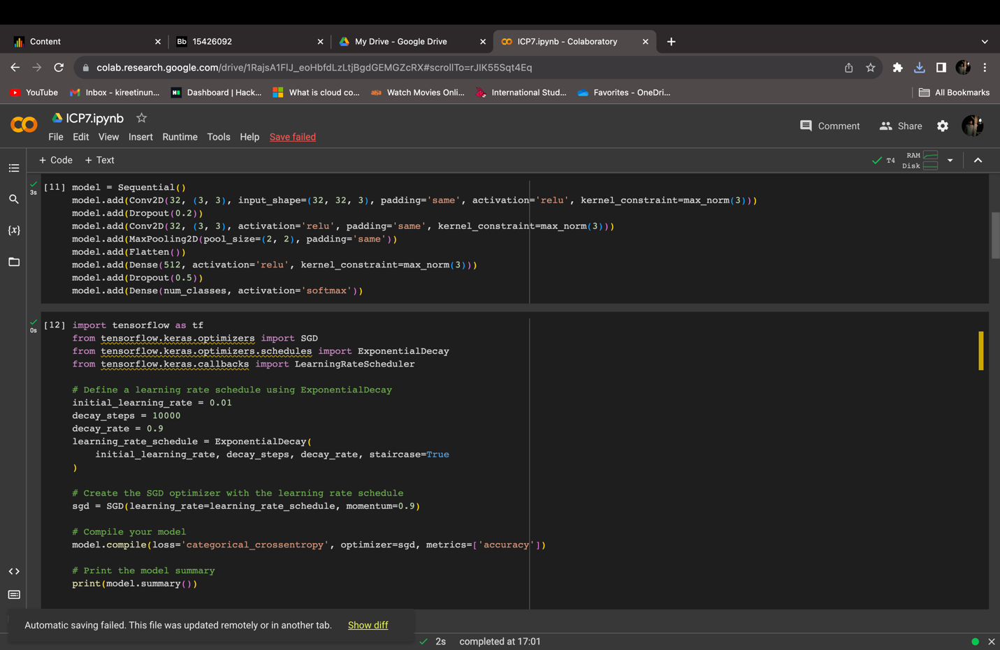 Content
Bb 15426092
My Drive - Google Drive
ICP7.ipynb - Colaboratory
colab.research.google.com/drive/1RajsA1FlJ_eoHbfdLzLtjBgdGEMGZcRX#scrollTo=rJIK55Sqt4Eq
YouTube
Inbox - kireetinun...
Dashboard | Hack...
What is cloud co...
Watch Movies Onli...
International Stud...
Favorites - OneDri...
All Bookmarks
ICP7.ipynb
Comment
Share
File Edit View Insert Runtime Tools Help Save failed
+ Code + Text
T4
RAM
Disk
3s
[11] model = Sequential()
model.add(Conv2D(32, (3, 3), input_shape=(32, 32, 3), padding='same', activation='relu', kernel_constraint=max_norm(3)))
model.add(Dropout(0.2))
model.add(Conv2D(32, (3, 3), activation='relu', padding='same', kernel_constraint=max_norm(3)))
model.add(MaxPooling2D(pool_size=(2, 2), padding='same'))
model.add(Flatten())
model.add(Dense(512, activation='relu', kernel_constraint=max_norm(3)))
model.add(Dropout(0.5))
model.add(Dense(num_classes, activation='softmax'))
0s
[12] import tensorflow as tf
from tensorflow.keras.optimizers import SGD
from tensorflow.keras.optimizers.schedules import ExponentialDecay
from tensorflow.keras.callbacks import LearningRateScheduler
# Define a learning rate schedule using ExponentialDecay
initial_learning_rate = 0.01
decay_steps = 10000
decay_rate = 0.9
learning_rate_schedule = ExponentialDecay(
initial_learning_rate, decay_steps, decay_rate, staircase=True
)
# Create the SGD optimizer with the learning rate schedule
sgd = SGD(learning_rate=learning_rate_schedule, momentum=0.9)
# Compile your model
model.compile(loss='categorical_crossentropy', optimizer=sgd, metrics=['accuracy'])
# Print the model summary
print(model.summary())
Automatic saving failed. This file was updated remotely or in another tab. Show diff
2s completed at 17:01